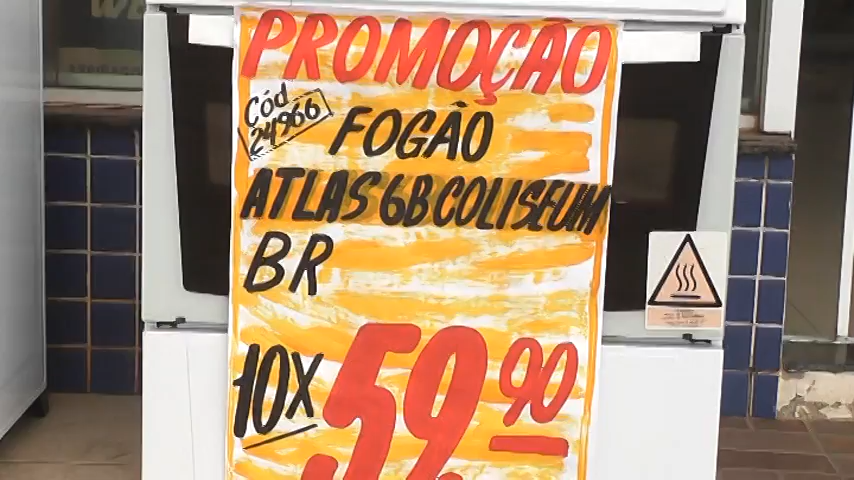 PROMOÇÃO
Cód
24966
FOGÃO
ATLAS 6B COLISEUM
BR
10X 59 90